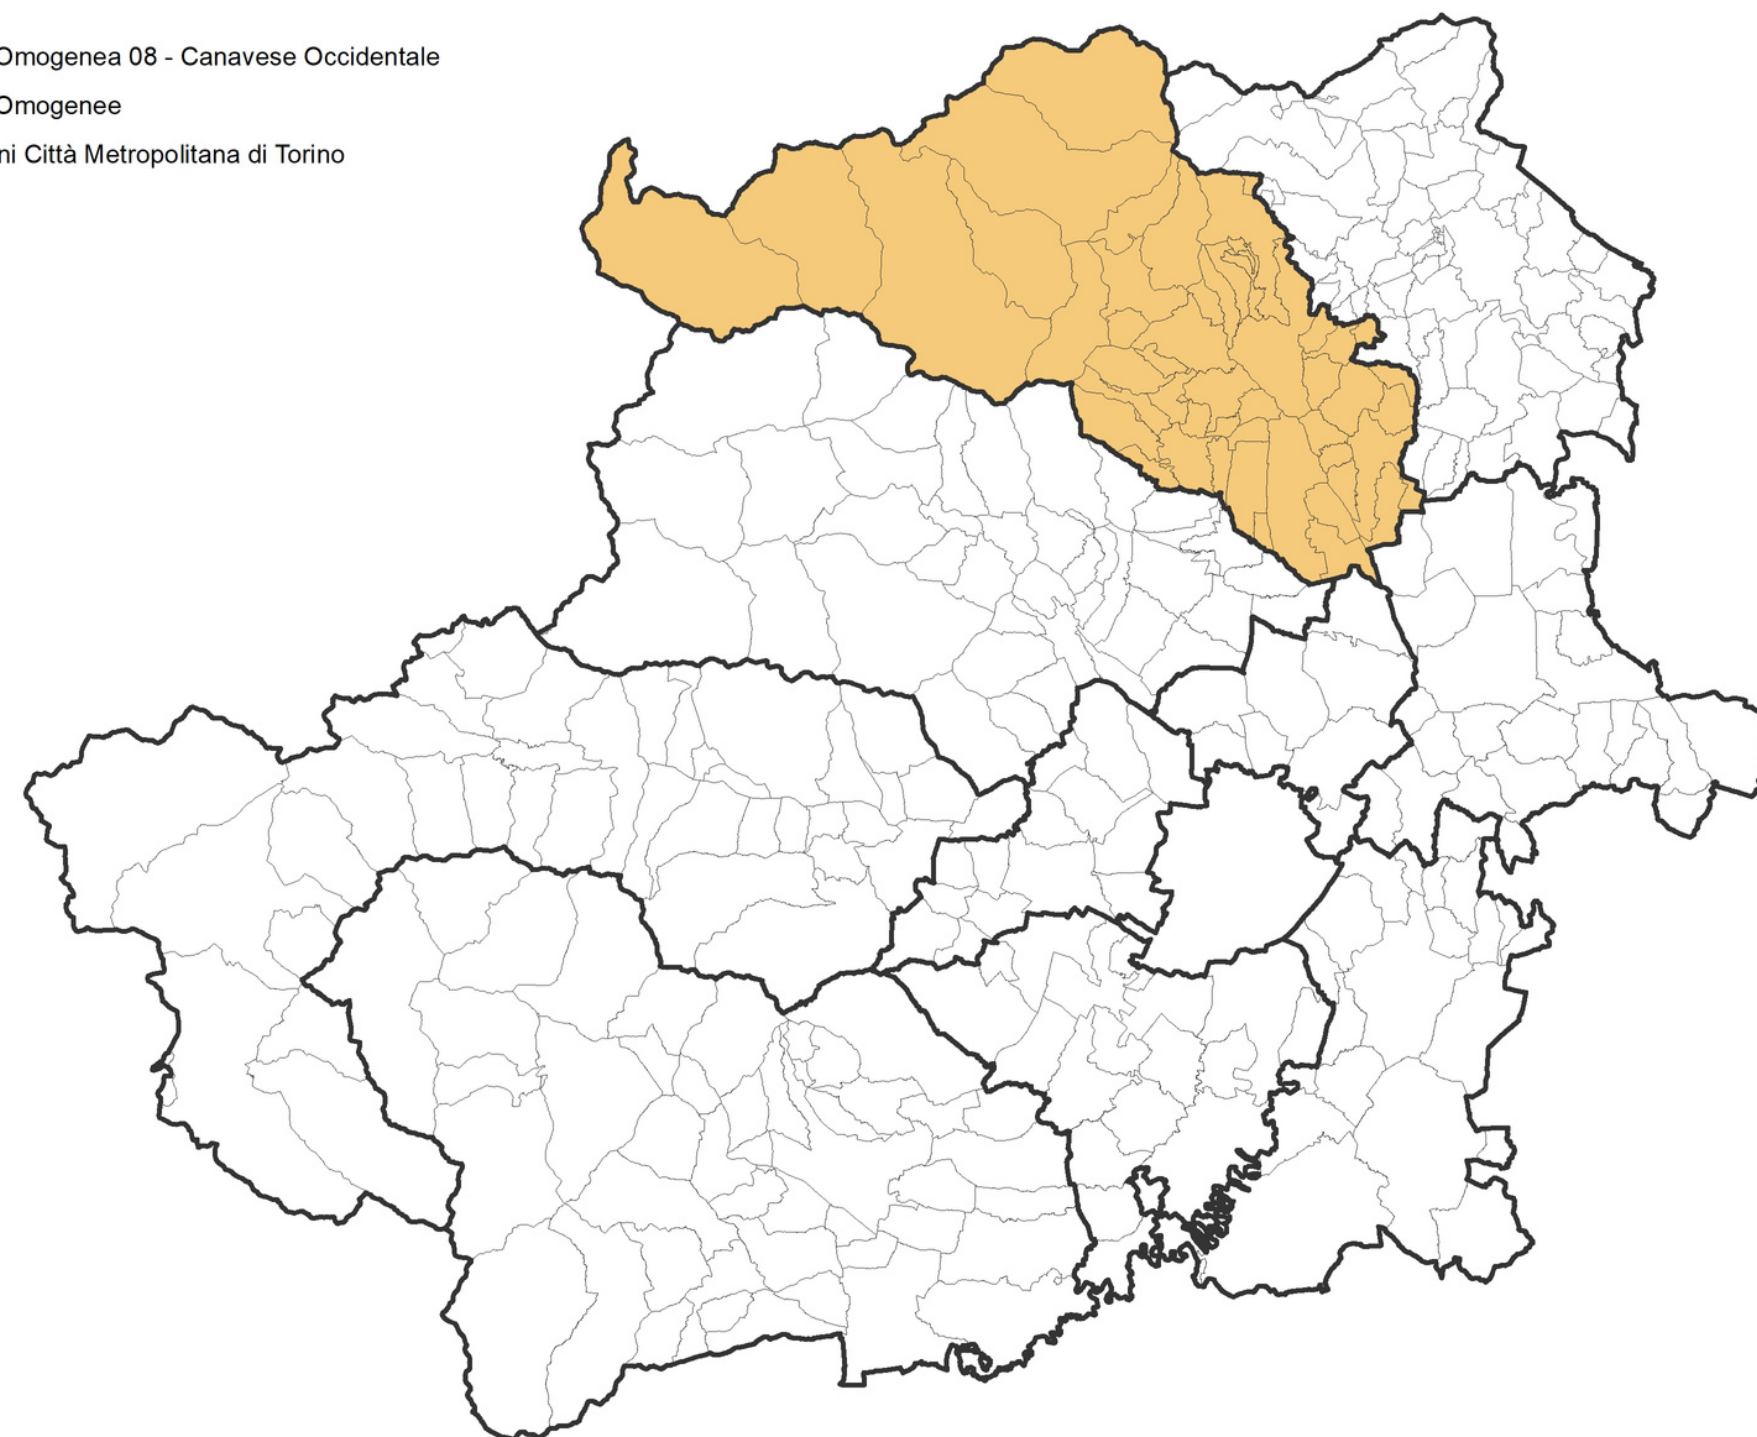 Omogenea 08 - Canavese Occidentale
Omogenee
ni Città Metropolitana di Torino